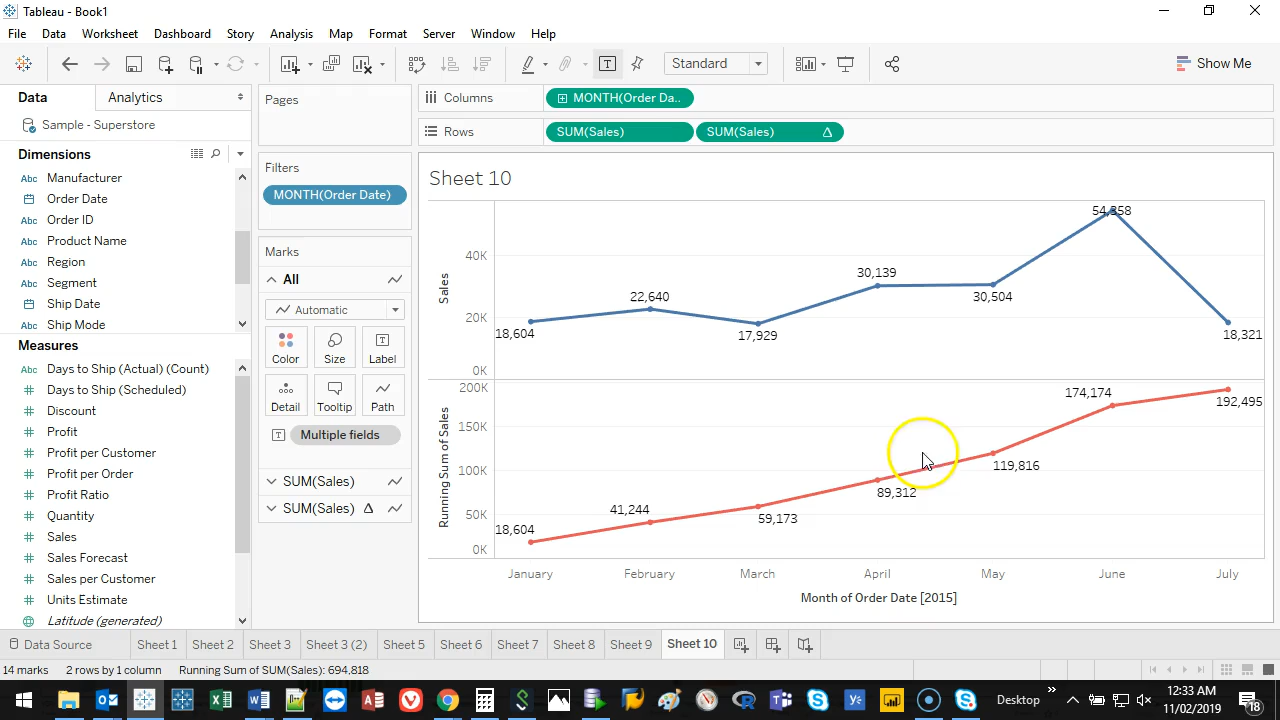 Tableau - Book1
File Data Worksheet Dashboard Story Analysis Map Format Server Window Help
Standard
Show Me
Data Analytics
Sample - Superstore
Dimensions
Abc Manufacturer
Order Date
Abc Order ID
Abc Product Name
Abc Region
Abc Segment
Ship Date
Abc Ship Mode
Measures
Abc Days to Ship (Actual) (Count)
# Days to Ship (Scheduled)
# Discount
# Profit
# Profit per Customer
# Profit per Order
# Profit Ratio
# Quantity
# Sales
# Sales Forecast
# Sales per Customer
# Units Estimate
Latitude (generated)
Pages
Filters
MONTH(Order Date)
Marks
All
Automatic
Color Size Label
Detail Tooltip Path
Multiple fields
SUM(Sales)
SUM(Sales) Δ
Columns MONTH(Order Da..
Rows SUM(Sales) SUM(Sales) Δ
Sheet 10
Sales
40K
20K
0K
18,604
22,640
17,929
30,139
30,504
54,358
18,321
Running Sum of Sales
200K
150K
100K
50K
0K
18,604
41,244
59,173
89,312
119,816
174,174
192,495
January February March April May June July
Month of Order Date [2015]
Data Source Sheet 1 Sheet 2 Sheet 3 Sheet 3 (2) Sheet 5 Sheet 6 Sheet 7 Sheet 8 Sheet 9 Sheet 10
14 marks 2 rows by 1 column Running Sum of SUM(Sales): 694.818
Desktop
12:33 AM
11/02/2019
18